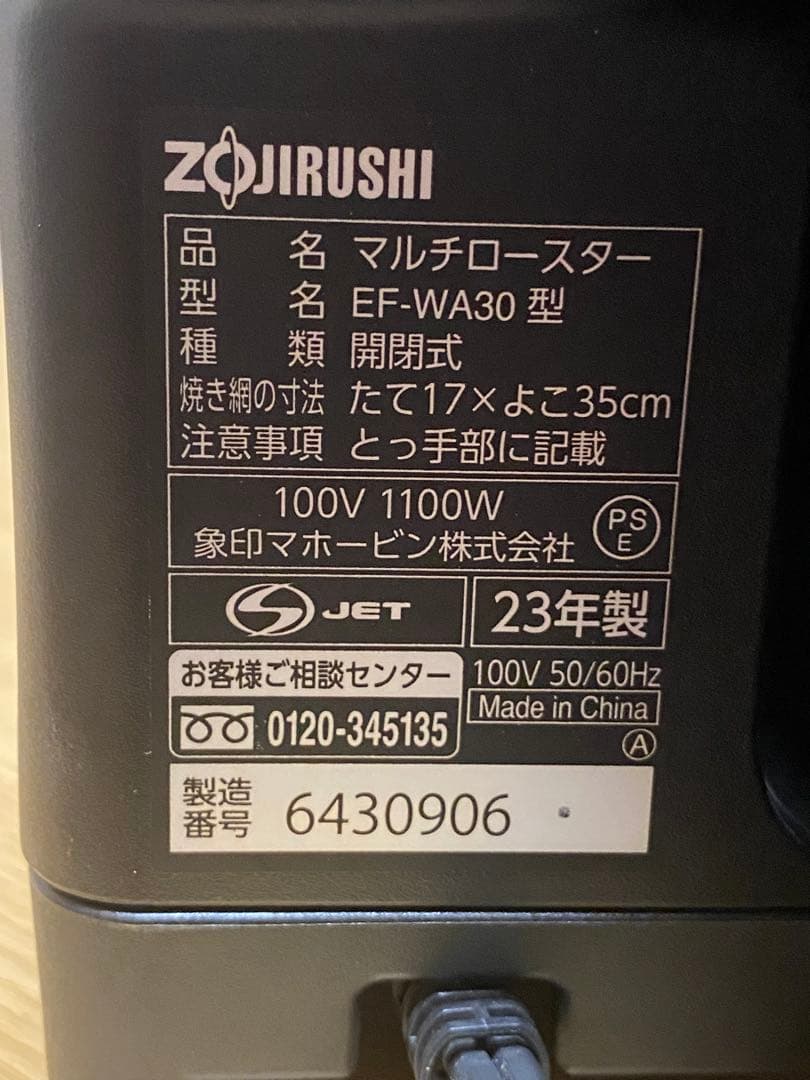 ZOJIRUSHI
品名 マルチロースター
型名 EF-WA30 型
種類 開閉式
焼き網の寸法 たて17×よこ35cm
注意事項 とっ手部に記載
100V 1100W
象印マホービン株式会社
PS
E
JET
23年製
お客様ご相談センター
0120-345135
100V 50/60Hz
Made in China
A
製造
番号
6430906